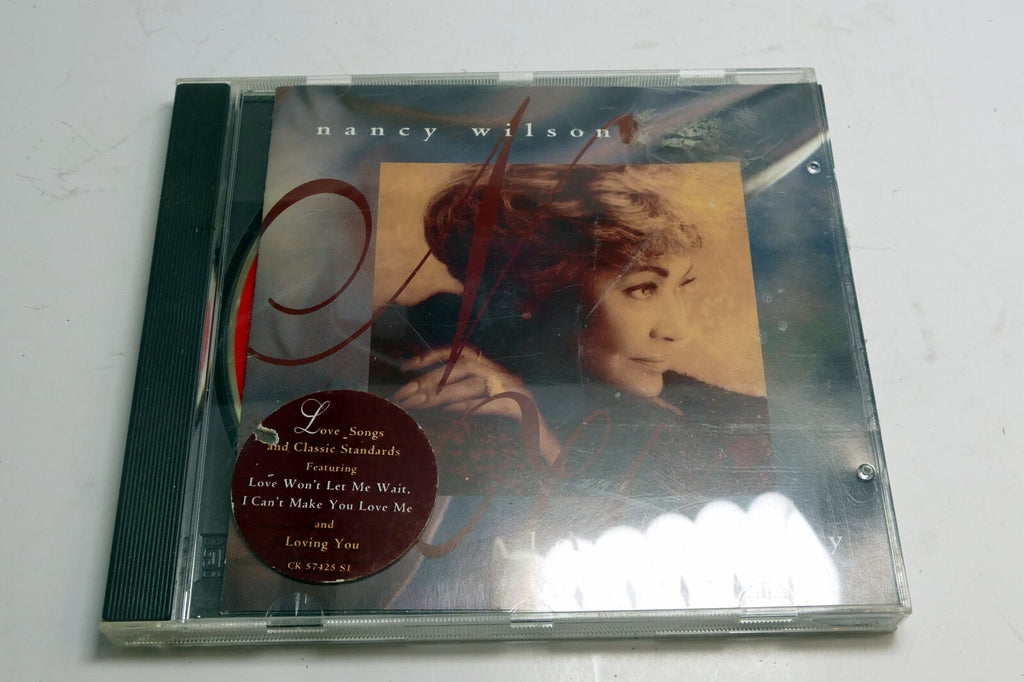 nancy wilson
Love Songs
and Classic Standards
Featuring
Love Won't Let Me Wait,
I Can't Make You Love Me
and
Loving You
CK 57425 S1